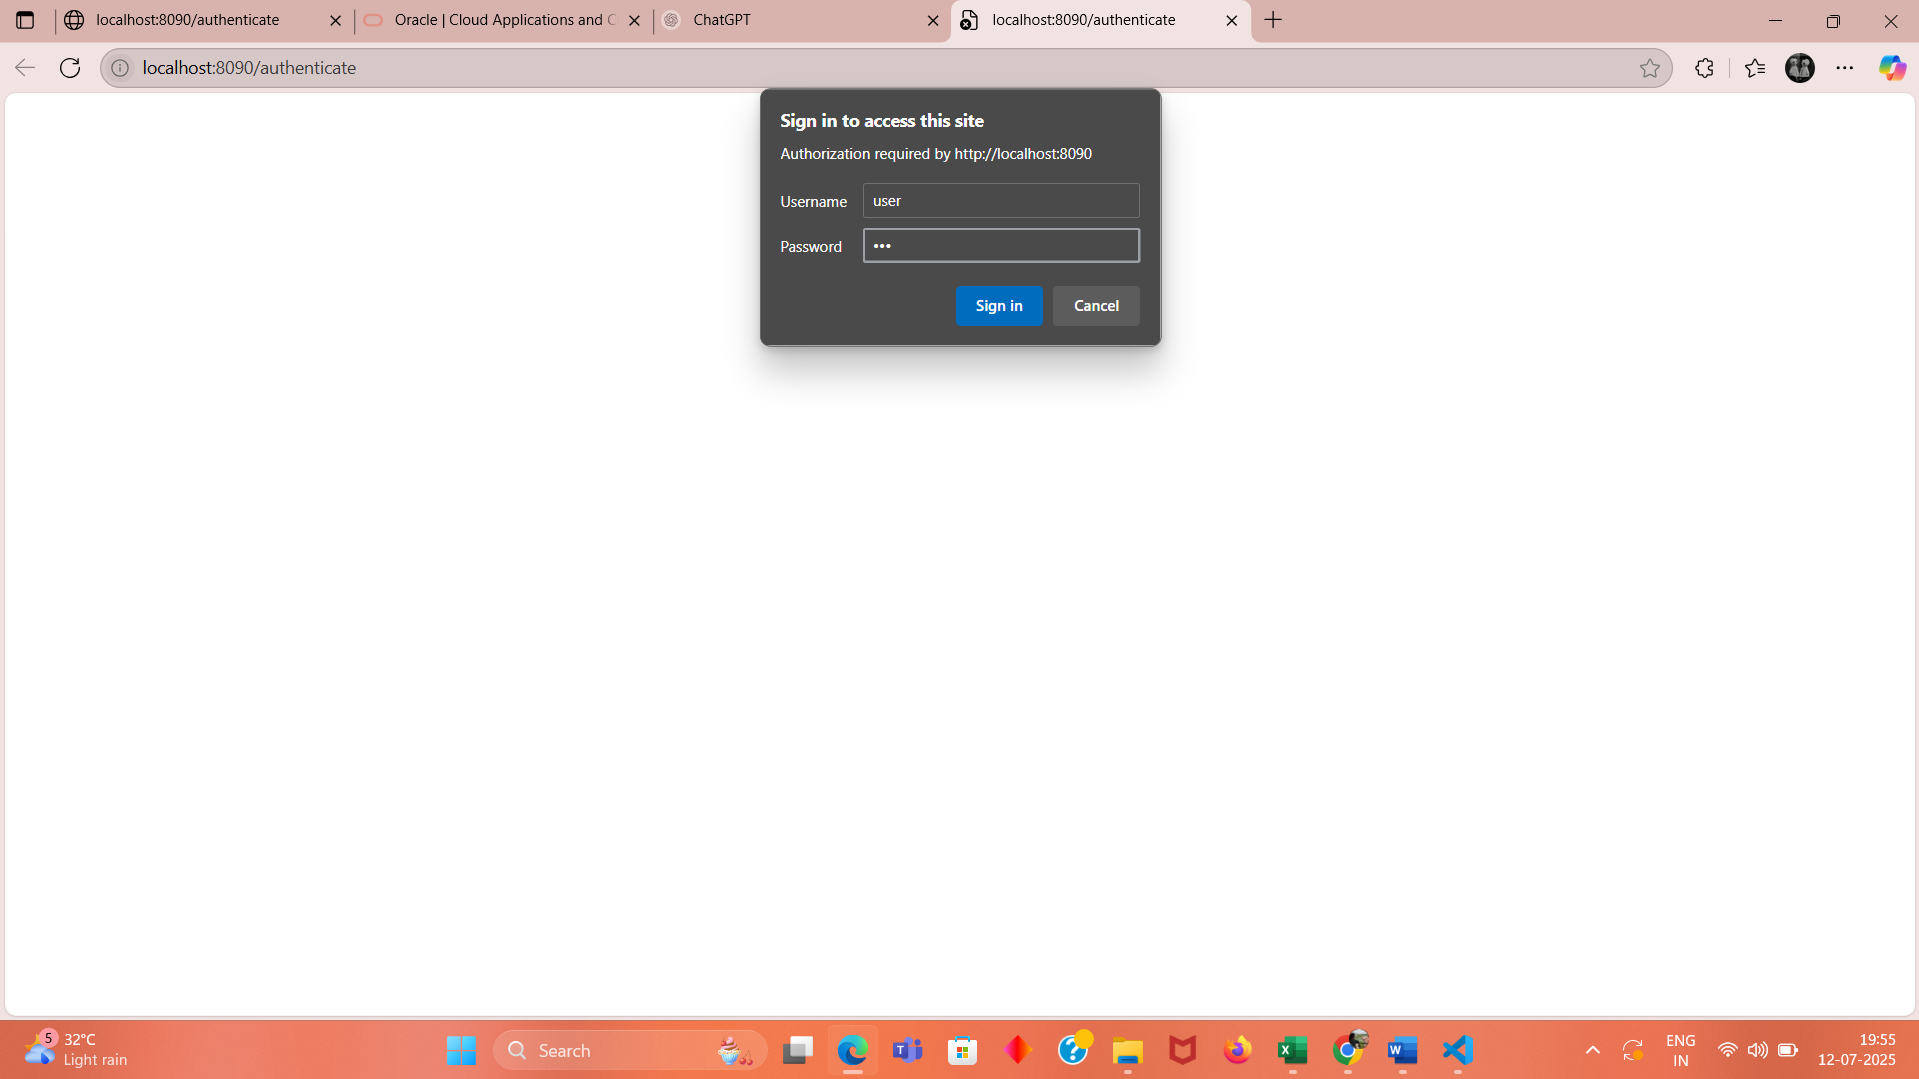 localhost:8090/authenticate
Oracle | Cloud Applications and C
ChatGPT
localhost:8090/authenticate
localhost:8090/authenticate
Sign in to access this site
Authorization required by http://localhost:8090
Username user
Password •••
Sign in Cancel
5
32°C
Light rain
Search
ENG
IN
19:55
12-07-2025